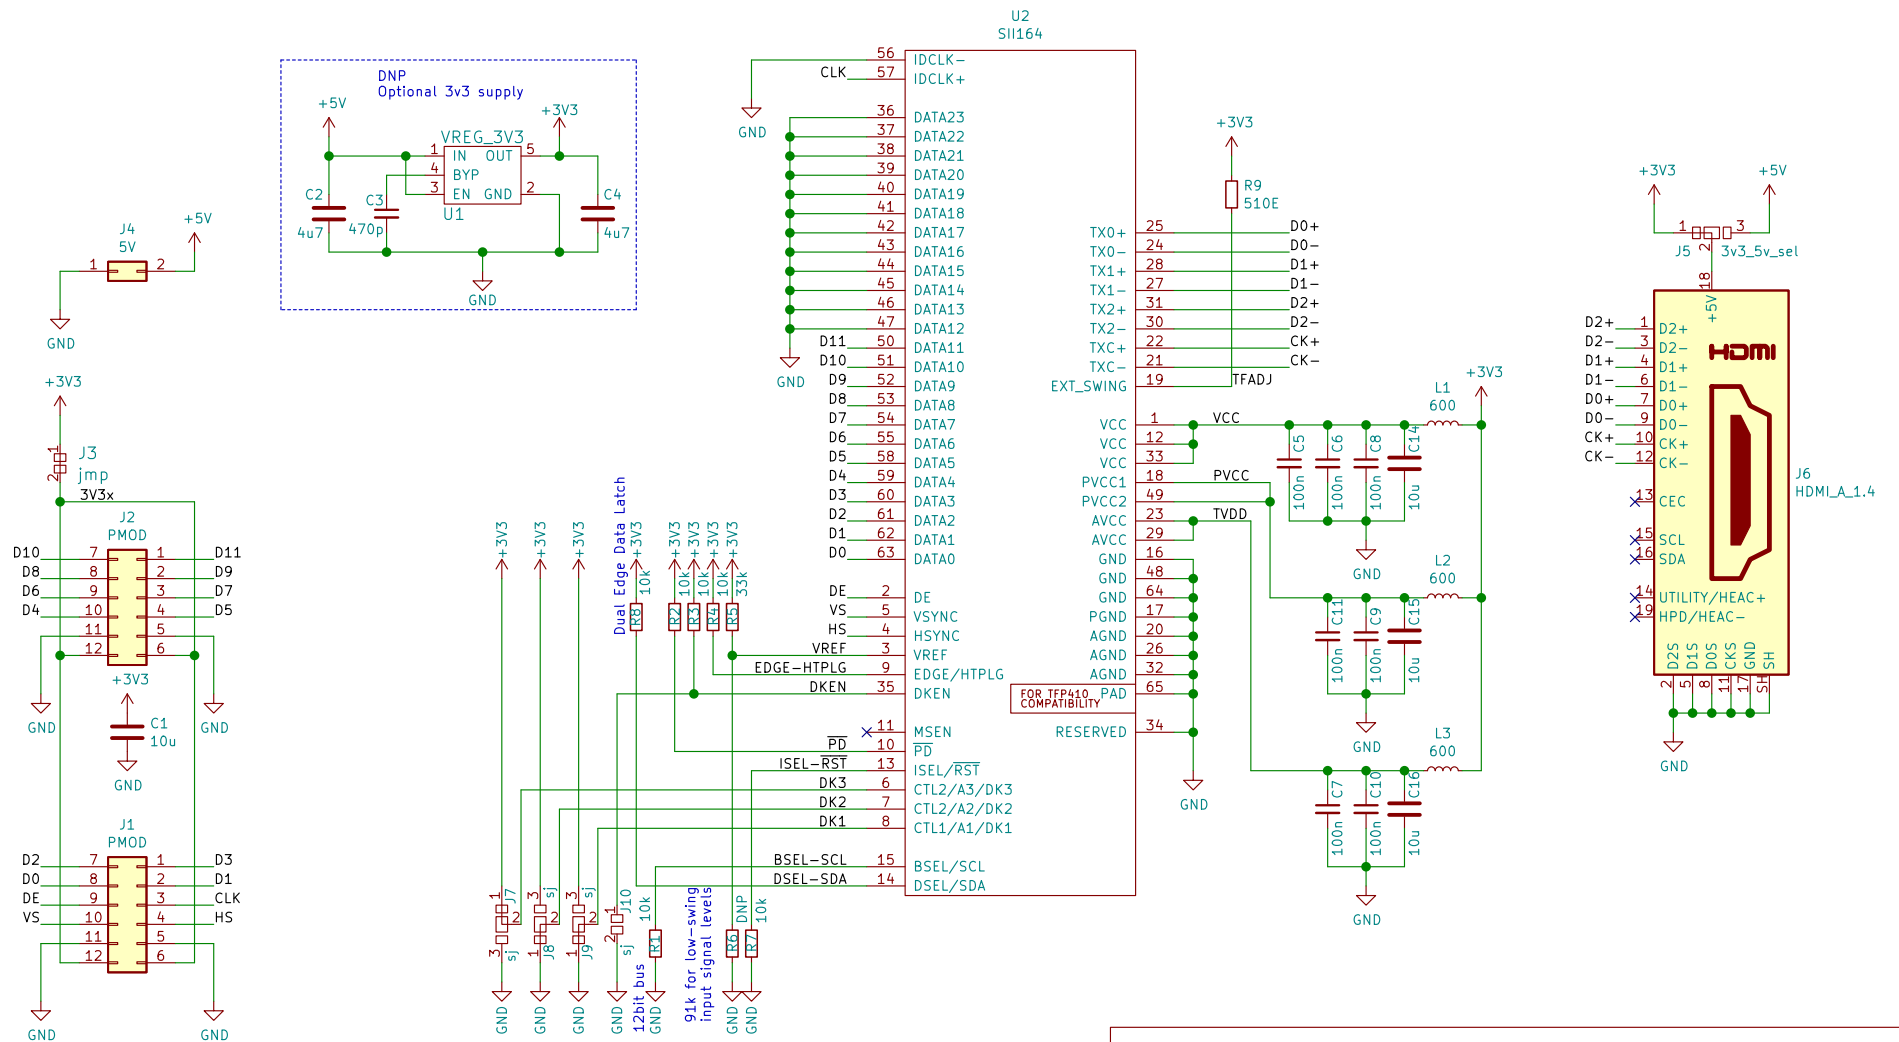 U2
SII164
DNP
Optional 3v3 supply
+5V
+3V3
VREG_3V3
1 IN OUT 5
4 BYP
3 EN GND 2
U1
C2
4u7
C3
470p
C4
4u7
GND
J4
5V
1 2
+5V
GND
+3V3
1
2
J3
jmp
3V3x
J2
PMOD
D10 7 1 D11
D8 8 2 D9
D6 9 3 D7
D4 10 4 D5
11 5
12 6
+3V3
C1
10u
GND
GND
GND
J1
PMOD
D2 7 1 D3
D0 8 2 D1
DE 9 3 CLK
VS 10 4 HS
11 5
12 6
GND
GND
56 IDCLK-
CLK 57 IDCLK+
GND
36 DATA23
37 DATA22
38 DATA21
39 DATA20
40 DATA19
41 DATA18
42 DATA17
43 DATA16
44 DATA15
45 DATA14
46 DATA13
47 DATA12
GND
D11 50 DATA11
D10 51 DATA10
D9 52 DATA9
D8 53 DATA8
D7 54 DATA7
D6 55 DATA6
D5 58 DATA5
D4 59 DATA4
D3 60 DATA3
D2 61 DATA2
D1 62 DATA1
D0 63 DATA0
DE 2 DE
VS 5 VSYNC
HS 4 HSYNC
VREF 3 VREF
EDGE-HTPLG 9 EDGE/HTPLG
DKEN 35 DKEN
11 MSEN
PD 10 PD
ISEL-RST 13 ISEL/RST
DK3 6 CTL2/A3/DK3
DK2 7 CTL2/A2/DK2
DK1 8 CTL1/A1/DK1
BSEL-SCL 15 BSEL/SCL
DSEL-SDA 14 DSEL/SDA
+3V3
+3V3
+3V3
Dual Edge Data Latch
+3V3
+3V3
+3V3
+3V3
+3V3
R8 10k
R2 10k
R3 10k
R4 10k
R5 33k
1 J7
2
3 sj
3 sj
2
1 J8
3 sj
2
1 J9
1 J10
2 sj
10k
R1
12bit bus
91k for low-swing
input signal levels
DNP
R6
10k
R7
GND
GND
GND
GND
GND
GND
GND
+3V3
R9
510E
TX0+ 25 D0+
TX0- 24 D0-
TX1+ 28 D1+
TX1- 27 D1-
TX2+ 31 D2+
TX2- 30 D2-
TXC+ 22 CK+
TXC- 21 CK-
EXT_SWING 19 TFADJ
VCC 1 VCC
VCC 12
VCC 33
PVCC1 18 PVCC
PVCC2 49
AVCC 23 TVDD
AVCC 29
GND 16
GND 48
GND 64
PGND 17
AGND 20
AGND 26
AGND 32
FOR TFP410
COMPATIBILITY
PAD 65
RESERVED 34
GND
+3V3
L1
600
C5
100n
C6
100n
C8
100n
C14
10u
GND
L2
600
C11
100n
C9
100n
C15
10u
GND
L3
600
C7
100n
C10
100n
C16
10u
GND
+3V3
+5V
1 3
2
J5
3v3_5v_sel
18
+5V
HDMI
D2+ 1 D2+
D2- 3 D2-
D1+ 4 D1+
D1- 6 D1-
D0+ 7 D0+
D0- 9 D0-
CK+ 10 CK+
CK- 12 CK-
13 CEC
15 SCL
16 SDA
14 UTILITY/HEAC+
19 HPD/HEAC-
J6
HDMI_A_1.4
D2S D1S D0S CKS GND SH
2 5 8 11 17 SH
GND